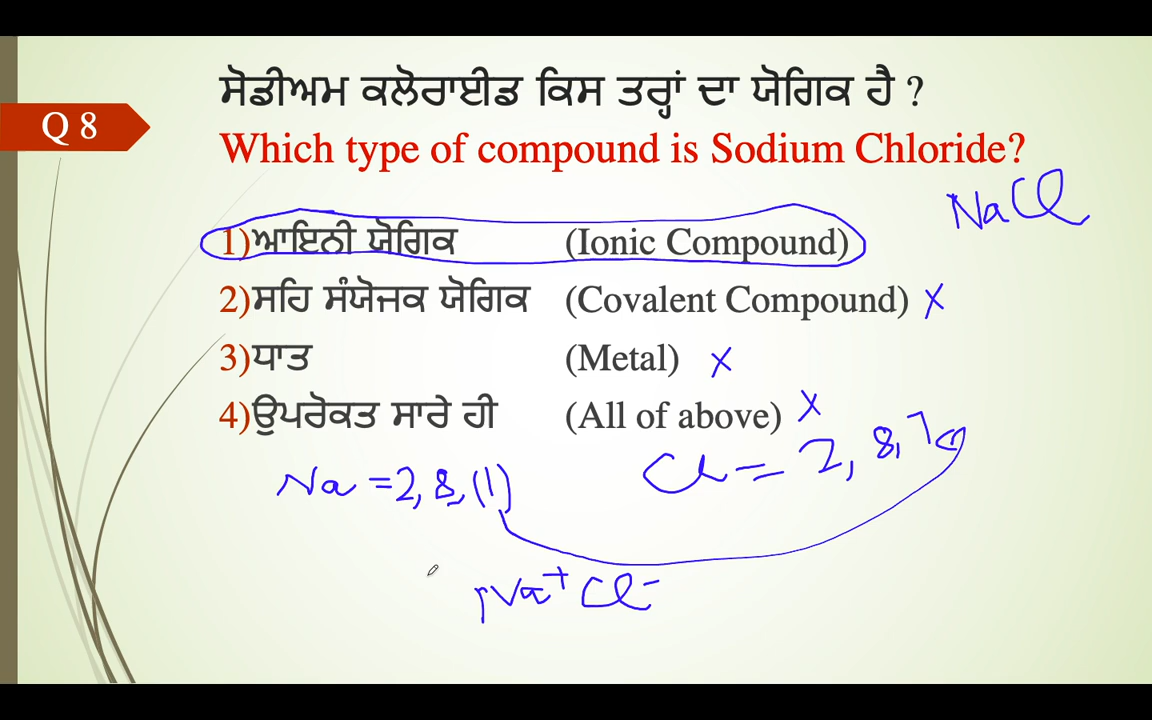 ਸੋਡੀਅਮ ਕਲੋਰਾਈਡ ਕਿਸ ਤਰ੍ਹਾਂ ਦਾ ਯੋਗਿਕ ਹੈ ?
Q 8
Which type of compound is Sodium Chloride?
NaCl
1)ਆਇਨੀ ਯੋਗਿਕ (Ionic Compound)
2)ਸਹਿ ਸੰਯੋਜਕ ਯੋਗਿਕ (Covalent Compound) X
3)ਧਾਤ (Metal) X
4)ਉਪਰੋਕਤ ਸਾਰੇ ਹੀ (All of above) X
Na = 2, 8, (1) Cl = 2, 8, 7
Na+ Cl-